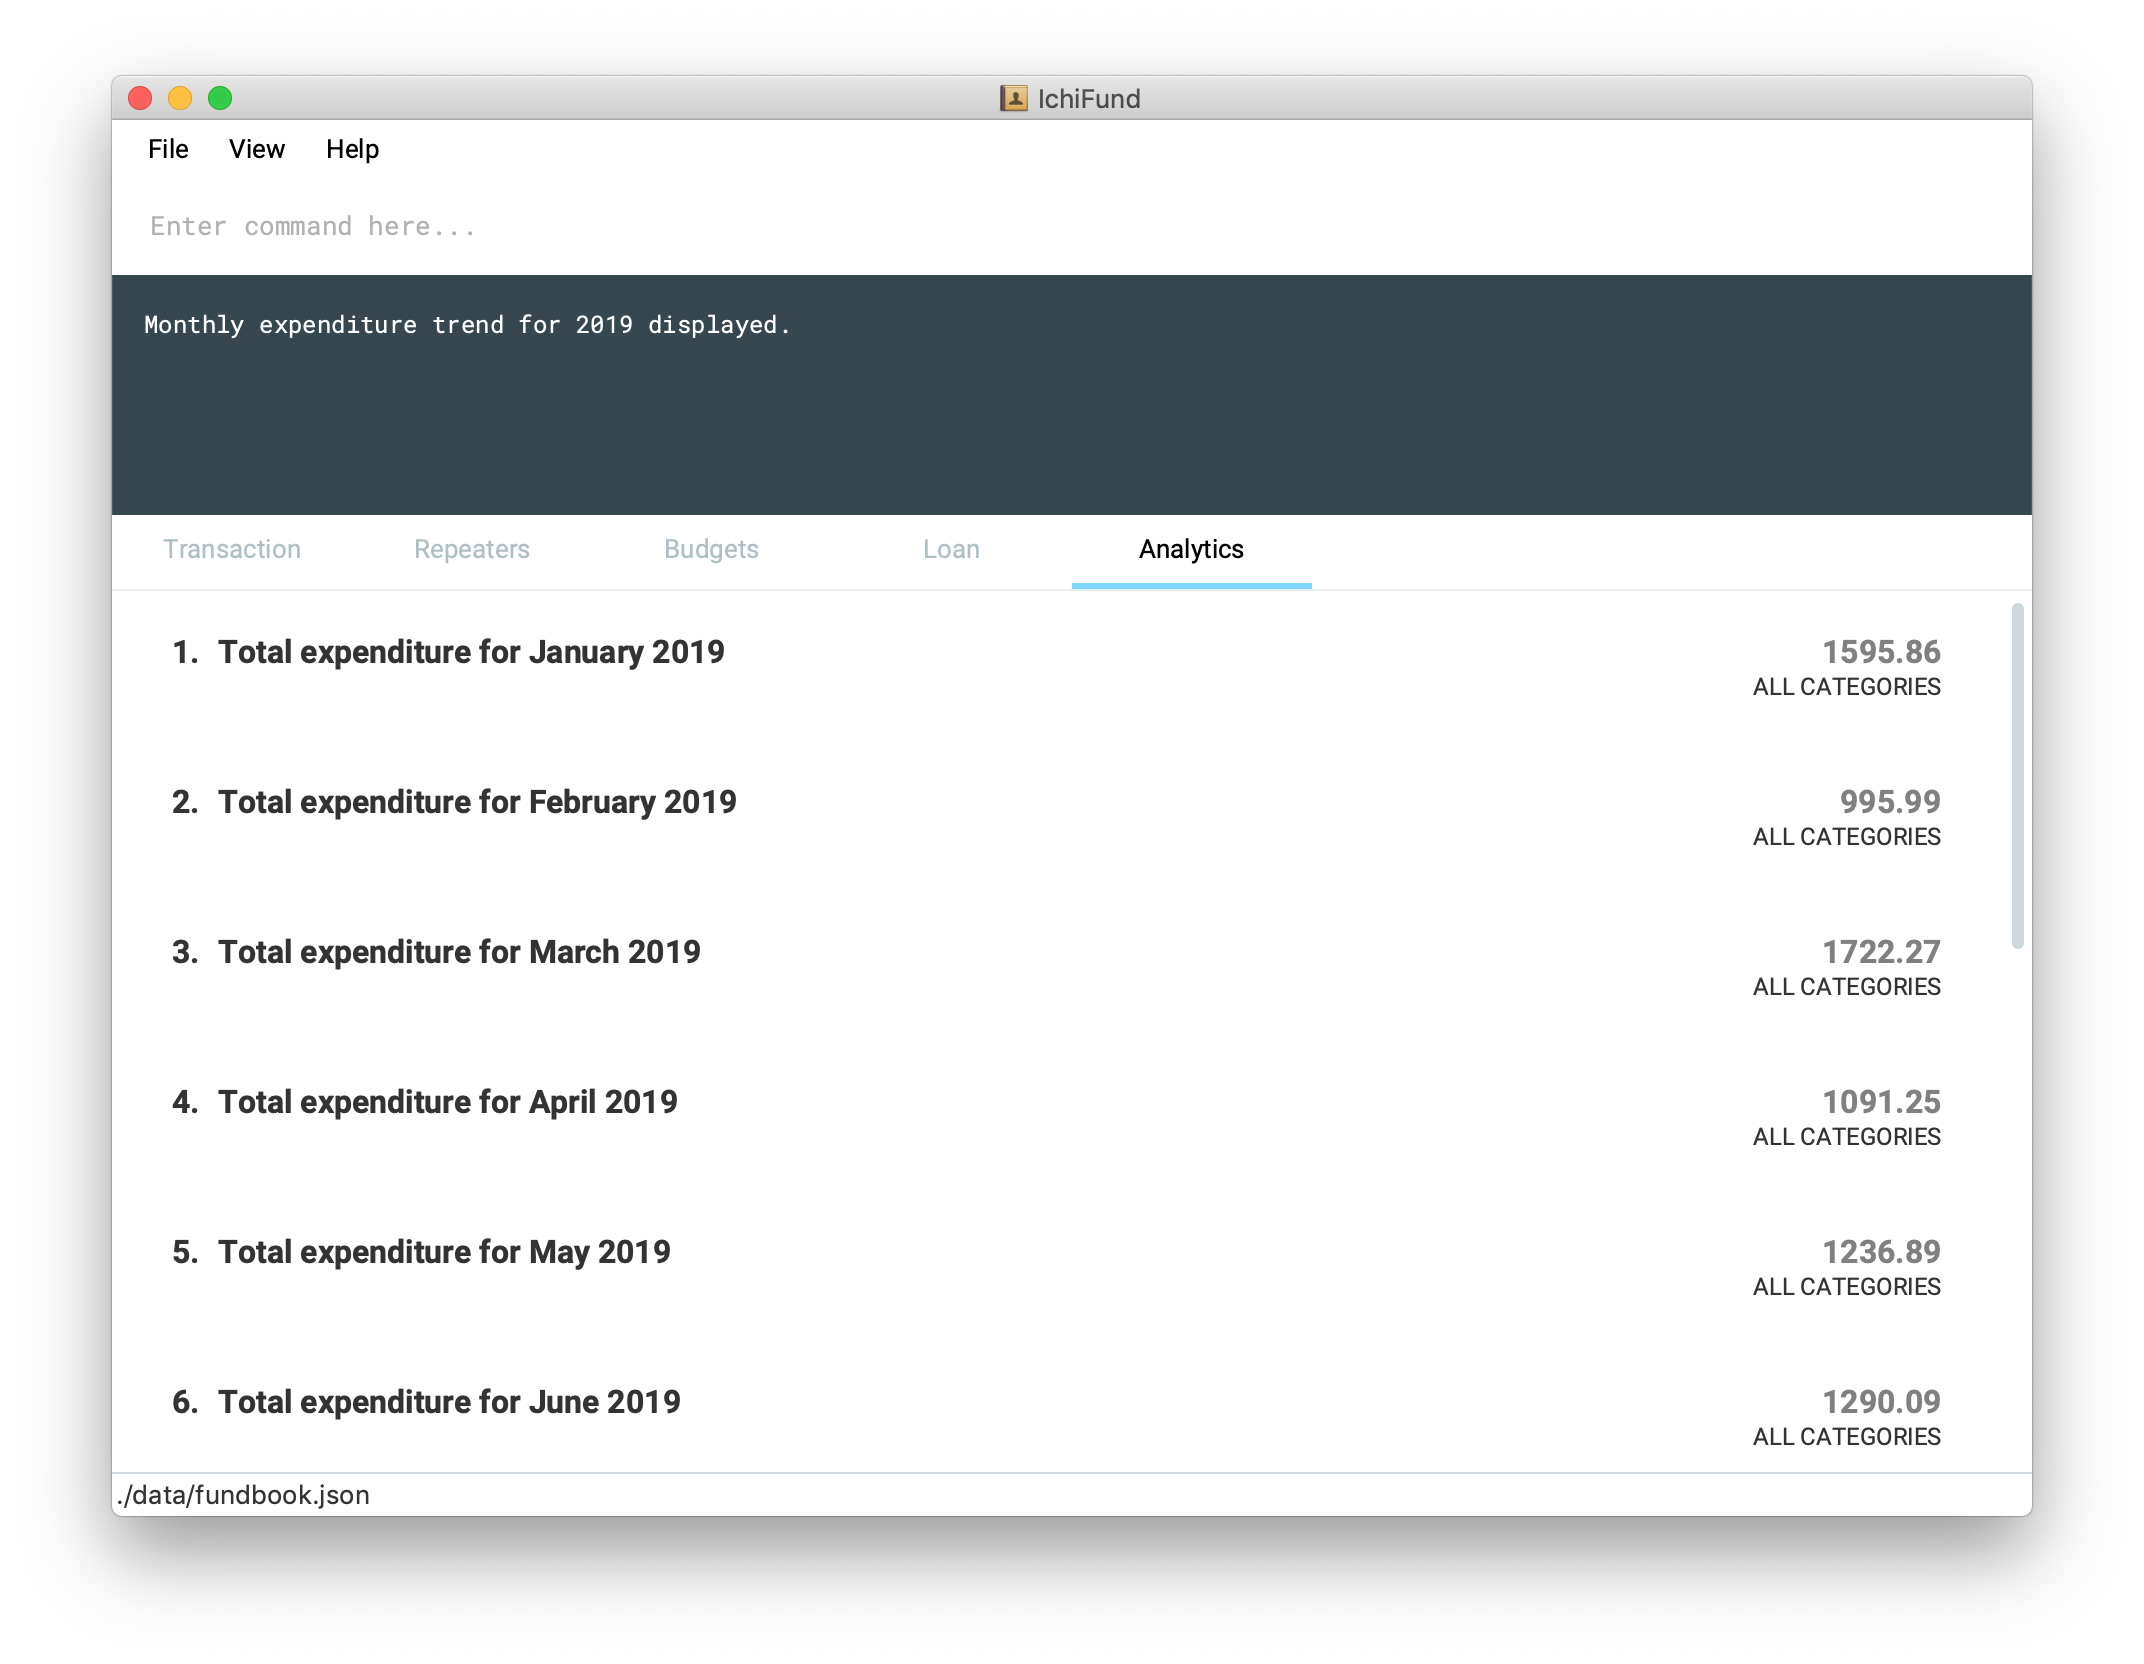 IchiFund
File View Help
Enter command here...
Monthly expenditure trend for 2019 displayed.
Transaction Repeaters Budgets Loan Analytics
1. Total expenditure for January 2019 1595.86
ALL CATEGORIES
2. Total expenditure for February 2019 995.99
ALL CATEGORIES
3. Total expenditure for March 2019 1722.27
ALL CATEGORIES
4. Total expenditure for April 2019 1091.25
ALL CATEGORIES
5. Total expenditure for May 2019 1236.89
ALL CATEGORIES
6. Total expenditure for June 2019 1290.09
ALL CATEGORIES
./data/fundbook.json